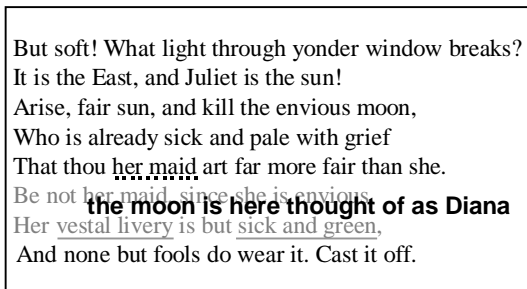 But soft! What light through yonder window breaks?
It is the East, and Juliet is the sun!
Arise, fair sun, and kill the envious moon,
Who is already sick and pale with grief
That thou her maid art far more fair than she.
Be not her maid, since she is envious.
the moon is here thought of as Diana
Her vestal livery is but sick and green,
And none but fools do wear it. Cast it off.